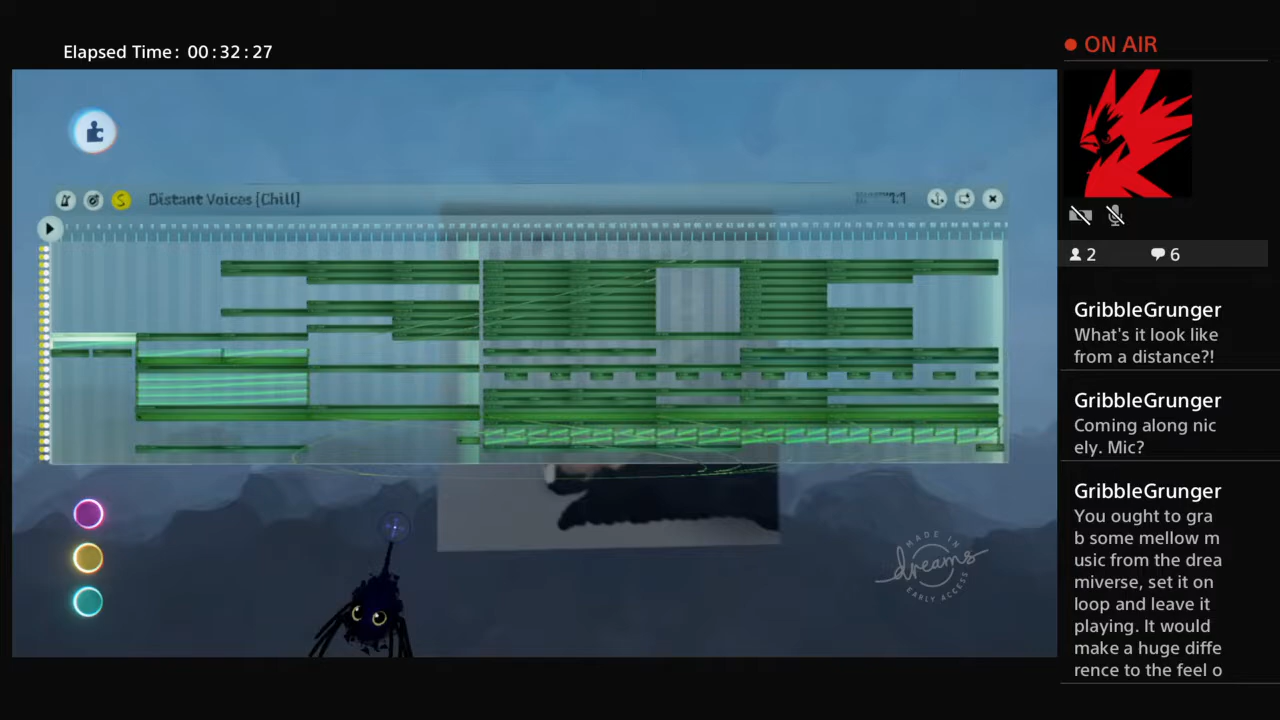 Elapsed Time: 00:32:27
ON AIR
Distant Voices [Chill]
1.1
2
6
GribbleGrunger
What's it look like
from a distance?!
GribbleGrunger
Coming along nic
ely. Mic?
GribbleGrunger
You ought to gra
b some mellow m
usic from the drea
miverse, set it on
loop and leave it
playing. It would
make a huge diffe
rence to the feel o
MADE IN
dreams
EARLY ACCESS